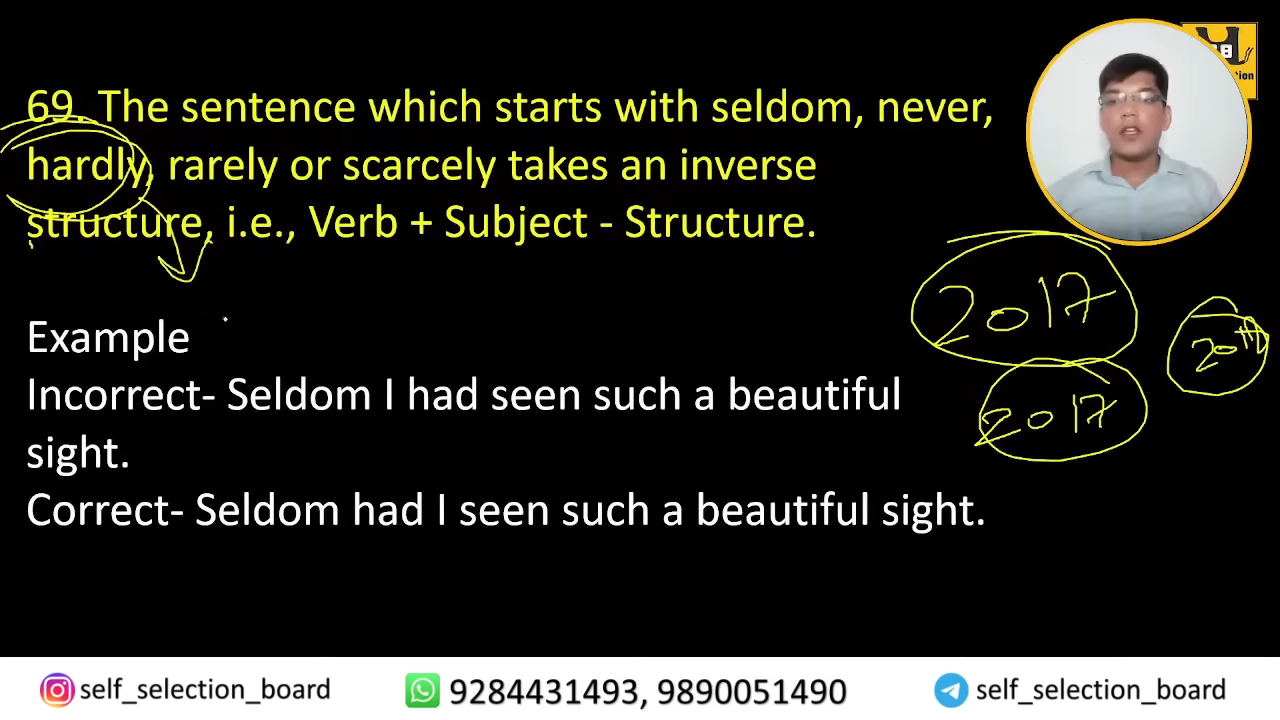 69. The sentence which starts with seldom, never,
hardly, rarely or scarcely takes an inverse
structure, i.e., Verb + Subject - Structure.
2017
20th
Example
Incorrect- Seldom I had seen such a beautiful
sight.
2017
Correct- Seldom had I seen such a beautiful sight.
self_selection_board
9284431493, 9890051490
self_selection_board